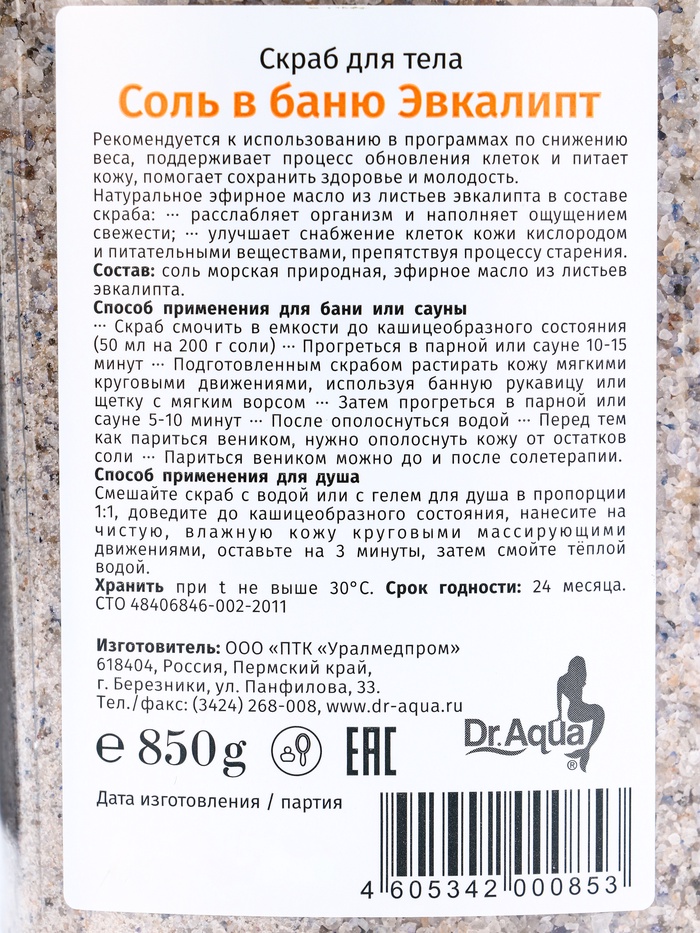 Скраб для тела
Соль в баню Эвкалипт
Рекомендуется к использованию в программах по снижению
веса, поддерживает процесс обновления клеток и питает
кожу, помогает сохранить здоровье и молодость.
Натуральное эфирное масло из листьев эвкалипта в составе
скраба: ··· расслабляет организм и наполняет ощущением
свежести; ··· улучшает снабжение клеток кожи кислородом
и питательными веществами, препятствуя процессу старения.
Состав: соль морская природная, эфирное масло из листьев
эвкалипта.
Способ применения для бани или сауны
··· Скраб смочить в емкости до кашицеобразного состояния
(50 мл на 200 г соли) ··· Прогреться в парной или сауне 10-15
минут ··· Подготовленным скрабом растирать кожу мягкими
круговыми движениями, используя банную рукавицу или
щетку с мягким ворсом ··· Затем прогреться в парной или
сауне 5-10 минут ··· После ополоснуться водой ··· Перед тем
как париться веником, нужно ополоснуть кожу от остатков
соли ··· Париться веником можно до и после солетерапии.
Способ применения для душа
Смешайте скраб с водой или с гелем для душа в пропорции
1:1, доведите до кашицеобразного состояния, нанесите на
чистую, влажную кожу круговыми массирующими
движениями, оставьте на 3 минуты, затем смойте тёплой
водой.
Хранить при t не выше 30°С. Срок годности: 24 месяца.
СТО 48406846-002-2011
Изготовитель: ООО «ПТК «Уралмедпром»
618404, Россия, Пермский край,
г. Березники, ул. Панфилова, 33.
Тел./факс: (3424) 268-008, www.dr-aqua.ru
℮ 850g EAC
Dr.Aqua®
Дата изготовления / партия
4 605342 000853